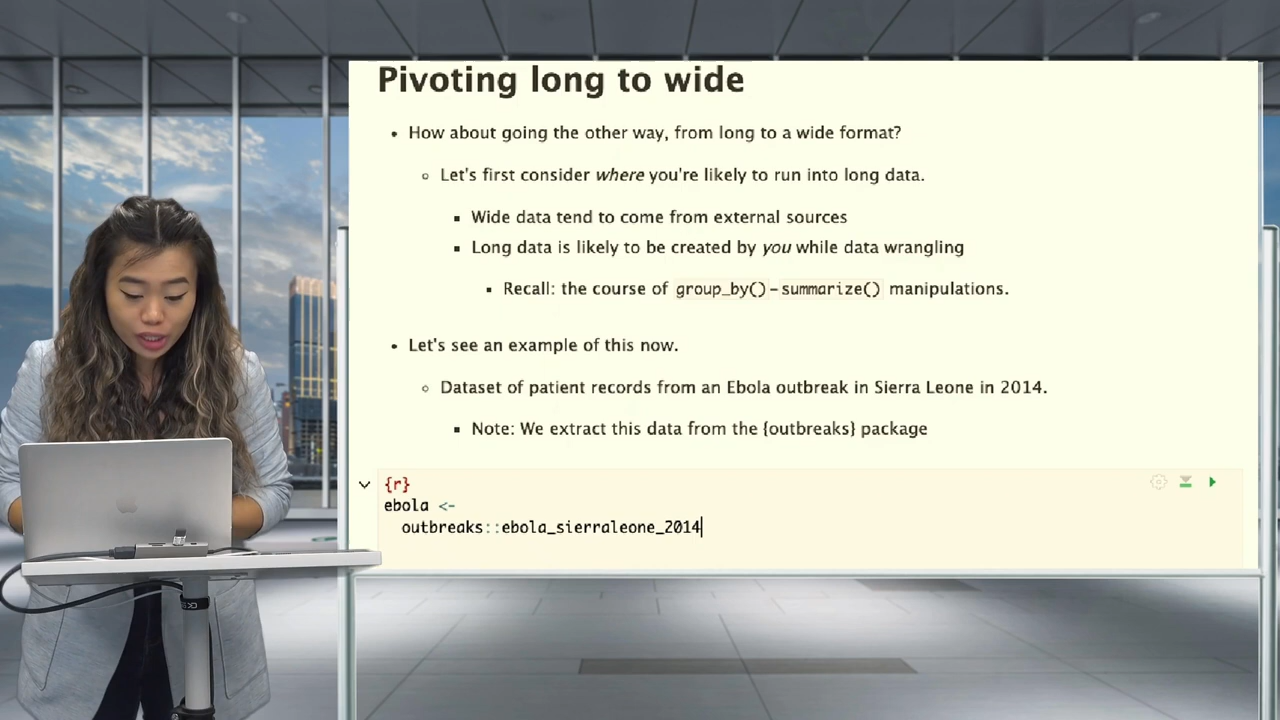 Pivoting long to wide
• How about going the other way, from long to a wide format?
◦ Let's first consider where you're likely to run into long data.
▪ Wide data tend to come from external sources
▪ Long data is likely to be created by you while data wrangling
▪ Recall: the course of group_by()-summarize() manipulations.
• Let's see an example of this now.
◦ Dataset of patient records from an Ebola outbreak in Sierra Leone in 2014.
▪ Note: We extract this data from the {outbreaks} package
{r}
ebola <-
outbreaks::ebola_sierraleone_2014